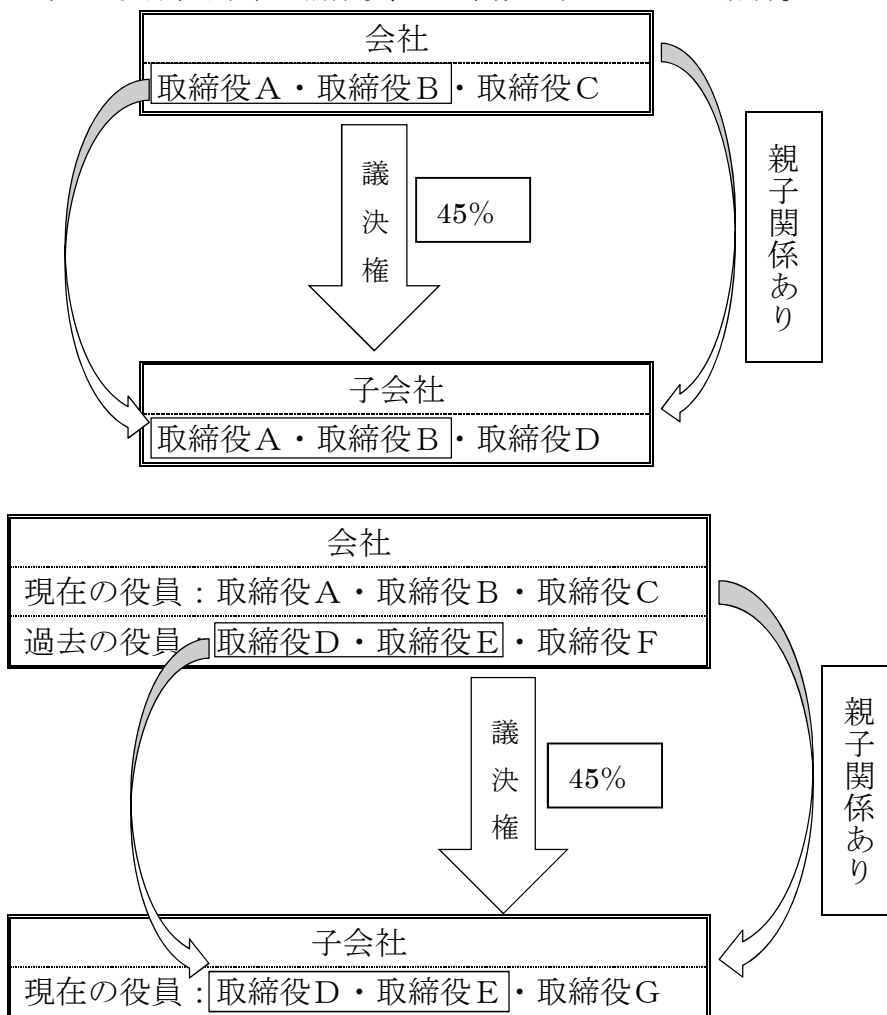 会社
取締役A・取締役B・取締役C
議決権
45%
親子関係あり
子会社
取締役A・取締役B・取締役D
会社
現在の役員：取締役A・取締役B・取締役C
過去の役員：取締役D・取締役E・取締役F
議決権
45%
親子関係あり
子会社
現在の役員：取締役D・取締役E・取締役G